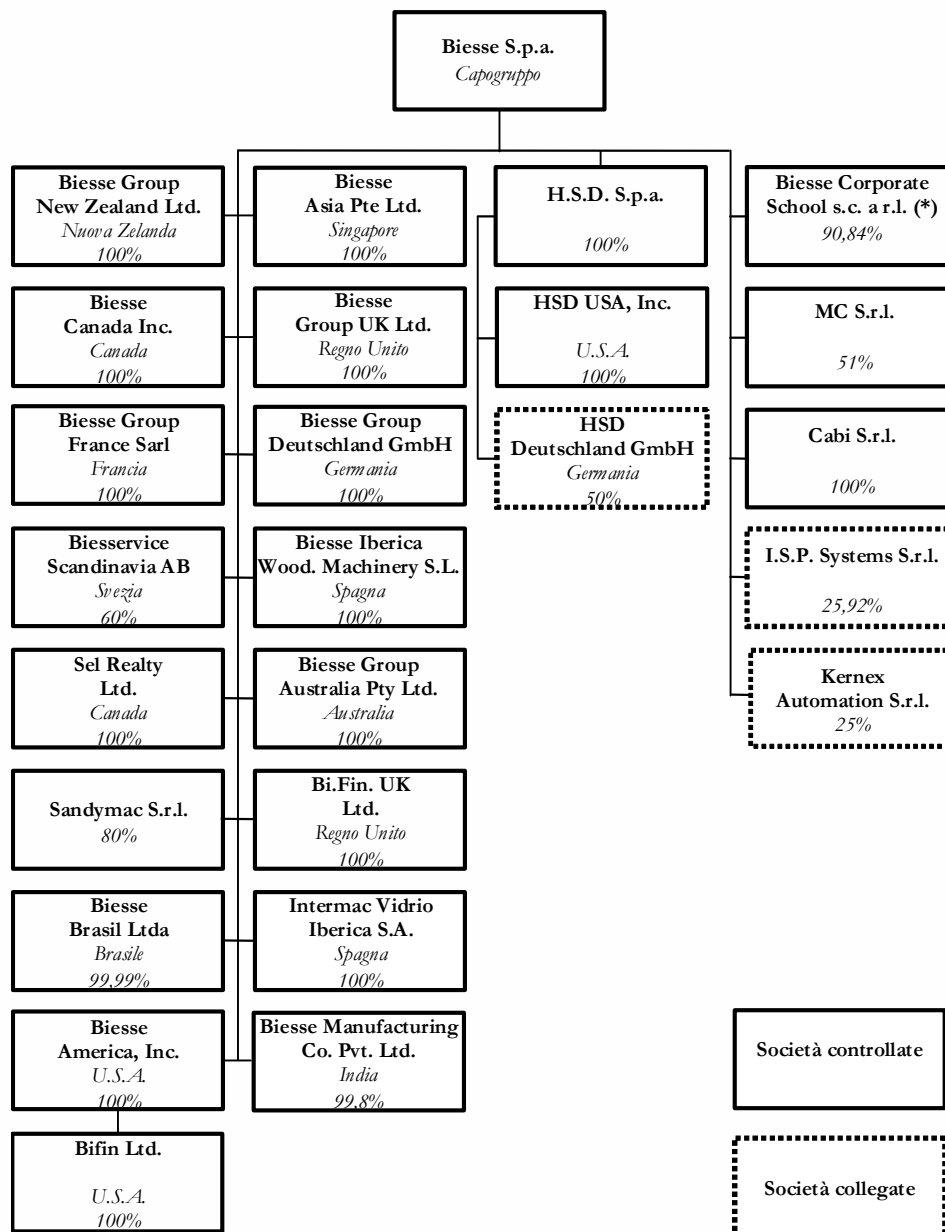 Biesse S.p.a.
Capogruppo
Biesse Group
New Zealand Ltd.
Nuova Zelanda
100%
Biesse
Asia Pte Ltd.
Singapore
100%
H.S.D. S.p.a.
100%
Biesse Corporate
School s.c. a r.l. (*)
90,84%
Biesse
Canada Inc.
Canada
100%
Biesse
Group UK Ltd.
Regno Unito
100%
HSD USA, Inc.
U.S.A.
100%
MC S.r.l.
51%
Biesse Group
France Sarl
Francia
100%
Biesse Group
Deutschland GmbH
Germania
100%
HSD
Deutschland GmbH
Germania
50%
Cabi S.r.l.
100%
Biesservice
Scandinavia AB
Svezia
60%
Biesse Iberica
Wood. Machinery S.L.
Spagna
100%
I.S.P. Systems S.r.l.
25,92%
Sel Realty
Ltd.
Canada
100%
Biesse Group
Australia Pty Ltd.
Australia
100%
Kernex
Automation S.r.l.
25%
Sandymac S.r.l.
80%
Bi.Fin. UK
Ltd.
Regno Unito
100%
Biesse
Brasil Ltda
Brasile
99,99%
Intermac Vidrio
Iberica S.A.
Spagna
100%
Biesse
America, Inc.
U.S.A.
100%
Biesse Manufacturing
Co. Pvt. Ltd.
India
99,8%
Società controllate
Bifin Ltd.
U.S.A.
100%
Società collegate